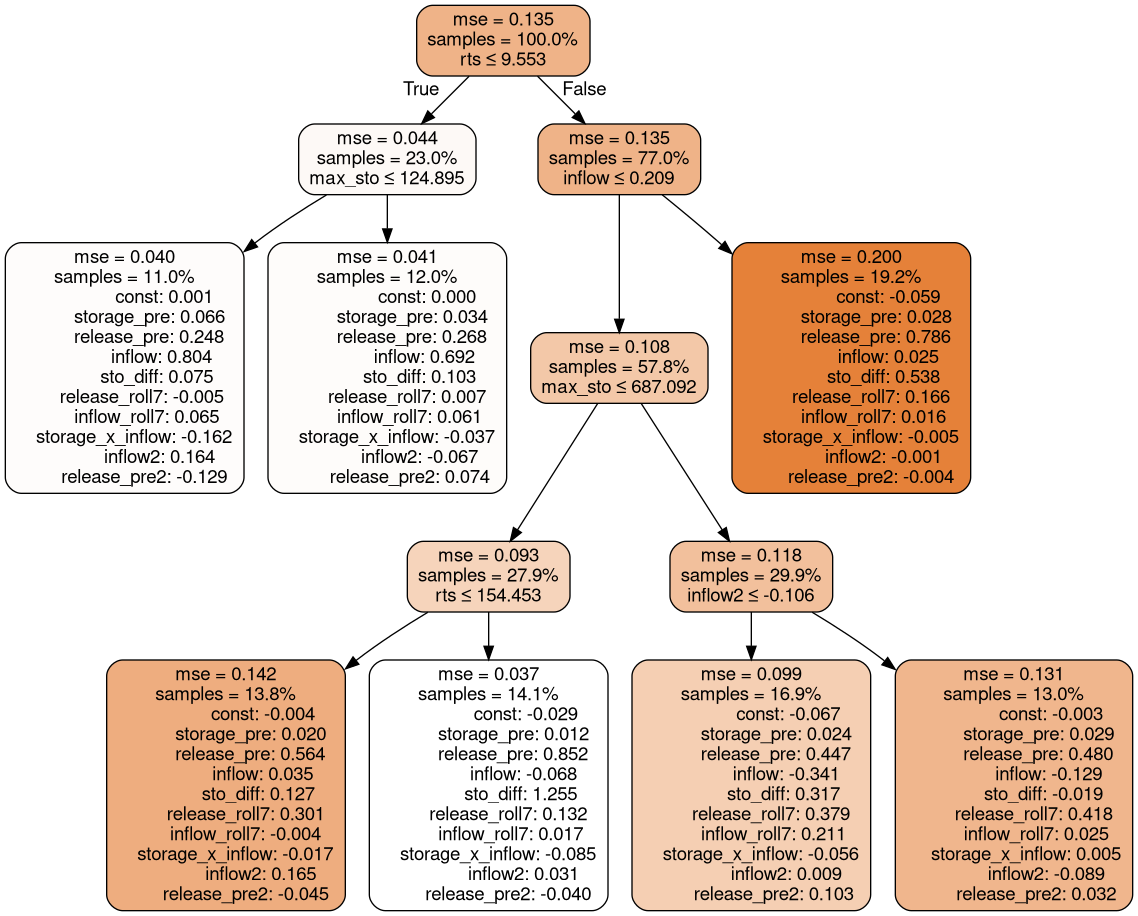 mse = 0.135
samples = 100.0%
rts ≤ 9.553
True
False
mse = 0.044
samples = 23.0%
max_sto ≤ 124.895
mse = 0.135
samples = 77.0%
inflow ≤ 0.209
mse = 0.040
samples = 11.0%
const: 0.001
storage_pre: 0.066
release_pre: 0.248
inflow: 0.804
sto_diff: 0.075
release_roll7: -0.005
inflow_roll7: 0.065
storage_x_inflow: -0.162
inflow2: 0.164
release_pre2: -0.129
mse = 0.041
samples = 12.0%
const: 0.000
storage_pre: 0.034
release_pre: 0.268
inflow: 0.692
sto_diff: 0.103
release_roll7: 0.007
inflow_roll7: 0.061
storage_x_inflow: -0.037
inflow2: -0.067
release_pre2: 0.074
mse = 0.200
samples = 19.2%
const: -0.059
storage_pre: 0.028
release_pre: 0.786
inflow: 0.025
sto_diff: 0.538
release_roll7: 0.166
inflow_roll7: 0.016
storage_x_inflow: -0.005
inflow2: -0.001
release_pre2: -0.004
mse = 0.108
samples = 57.8%
max_sto ≤ 687.092
mse = 0.093
samples = 27.9%
rts ≤ 154.453
mse = 0.118
samples = 29.9%
inflow2 ≤ -0.106
mse = 0.142
samples = 13.8%
const: -0.004
storage_pre: 0.020
release_pre: 0.564
inflow: 0.035
sto_diff: 0.127
release_roll7: 0.301
inflow_roll7: -0.004
storage_x_inflow: -0.017
inflow2: 0.165
release_pre2: -0.045
mse = 0.037
samples = 14.1%
const: -0.029
storage_pre: 0.012
release_pre: 0.852
inflow: -0.068
sto_diff: 1.255
release_roll7: 0.132
inflow_roll7: 0.017
storage_x_inflow: -0.085
inflow2: 0.031
release_pre2: -0.040
mse = 0.099
samples = 16.9%
const: -0.067
storage_pre: 0.024
release_pre: 0.447
inflow: -0.341
sto_diff: 0.317
release_roll7: 0.379
inflow_roll7: 0.211
storage_x_inflow: -0.056
inflow2: 0.009
release_pre2: 0.103
mse = 0.131
samples = 13.0%
const: -0.003
storage_pre: 0.029
release_pre: 0.480
inflow: -0.129
sto_diff: -0.019
release_roll7: 0.418
inflow_roll7: 0.025
storage_x_inflow: 0.005
inflow2: -0.089
release_pre2: 0.032